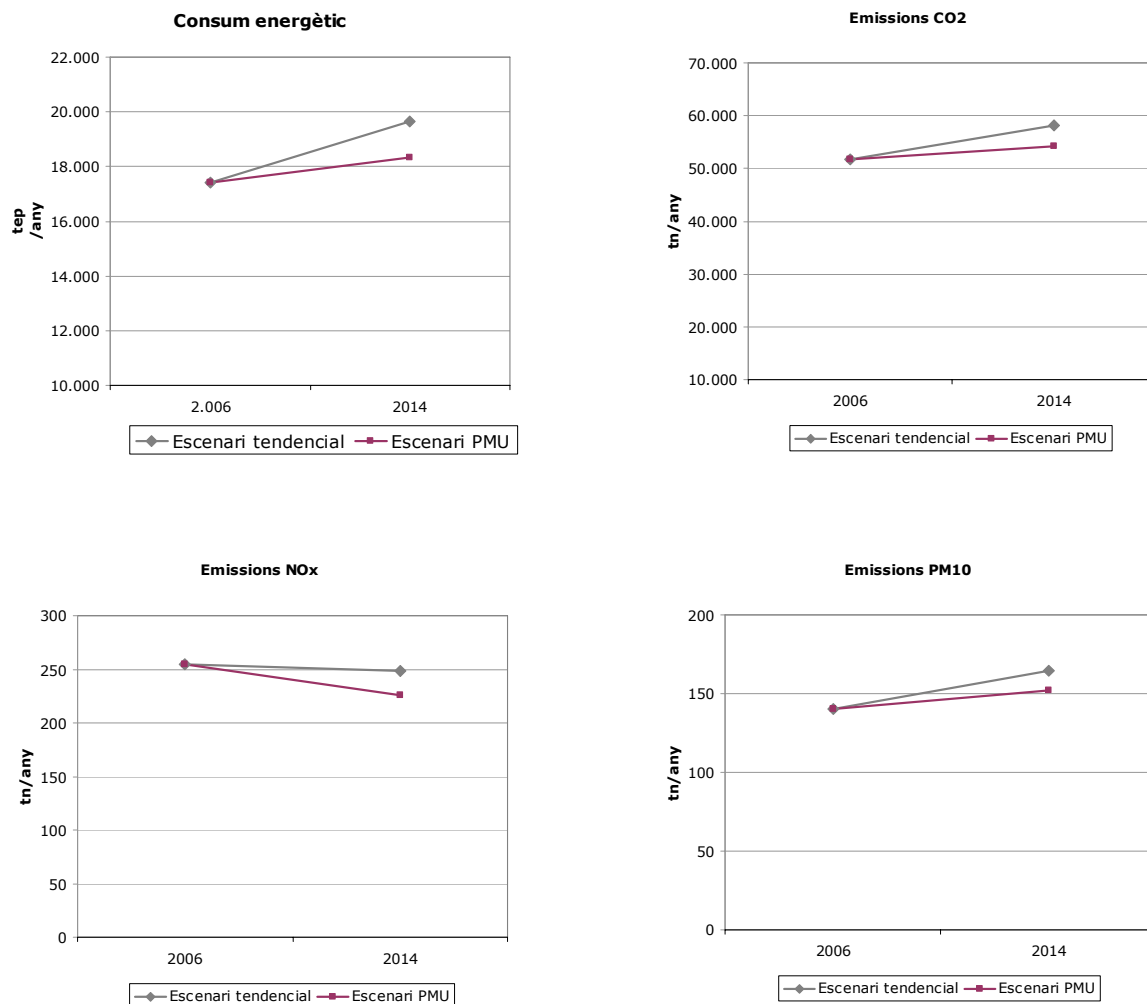 Consum energètic
22.000
20.000
18.000
16.000
14.000
12.000
10.000
tep
/any
2.006 2014
Escenari tendencial Escenari PMU
Emissions CO2
70.000
60.000
50.000
40.000
30.000
20.000
10.000
tn/any
2006 2014
Escenari tendencial Escenari PMU
Emissions NOx
300
250
200
150
100
50
0
tn/any
2006 2014
Escenari tendencial Escenari PMU
Emissions PM10
200
150
100
50
0
tn/any
2006 2014
Escenari tendencial Escenari PMU